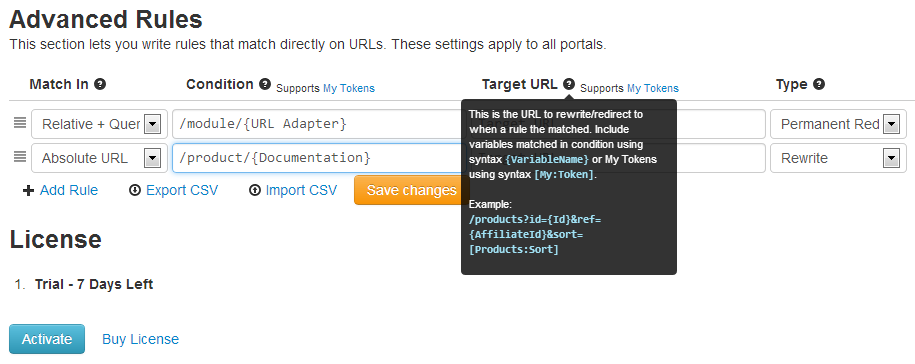 Advanced Rules
This section lets you write rules that match directly on URLs. These settings apply to all portals.
Match In Condition Supports My Tokens Target URL Supports My Tokens Type
Relative + Quer /module/{URL Adapter} Permanent Red
Absolute URL /product/{Documentation} Rewrite
Add Rule Export CSV Import CSV Save changes
This is the URL to rewrite/redirect to
when a rule the matched. Include
variables matched in condition using
syntax {VariableName} or My Tokens
using syntax [My:Token].
Example:
/products?id={Id}&ref=
{AffiliateId}&sort=
[Products:Sort]
License
1. Trial - 7 Days Left
Activate Buy License